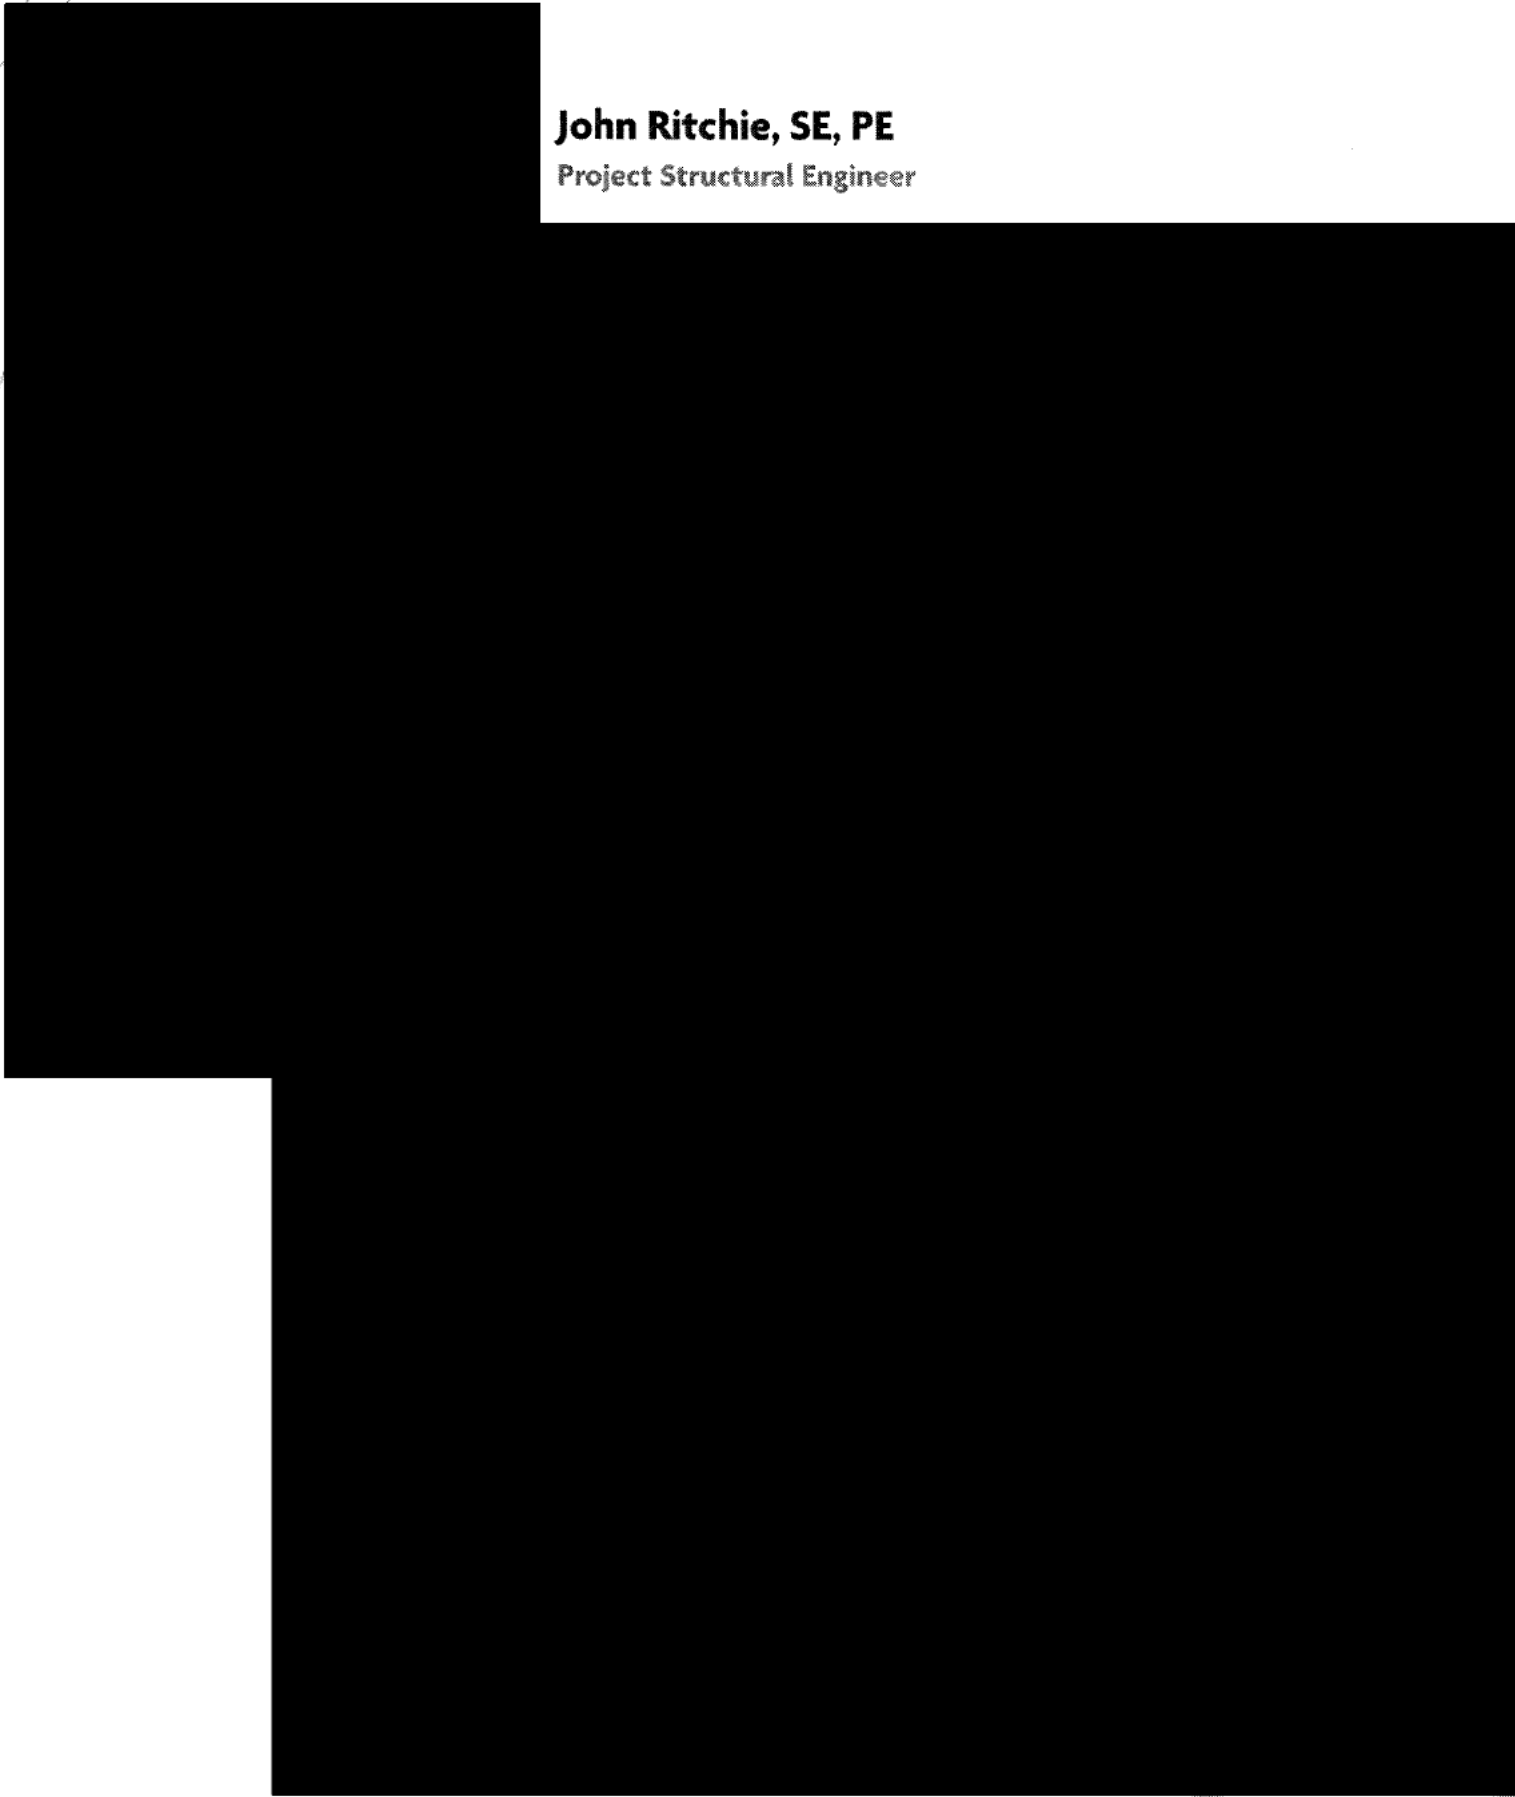 John Ritchie, SE, PE
Project Structural Engineer